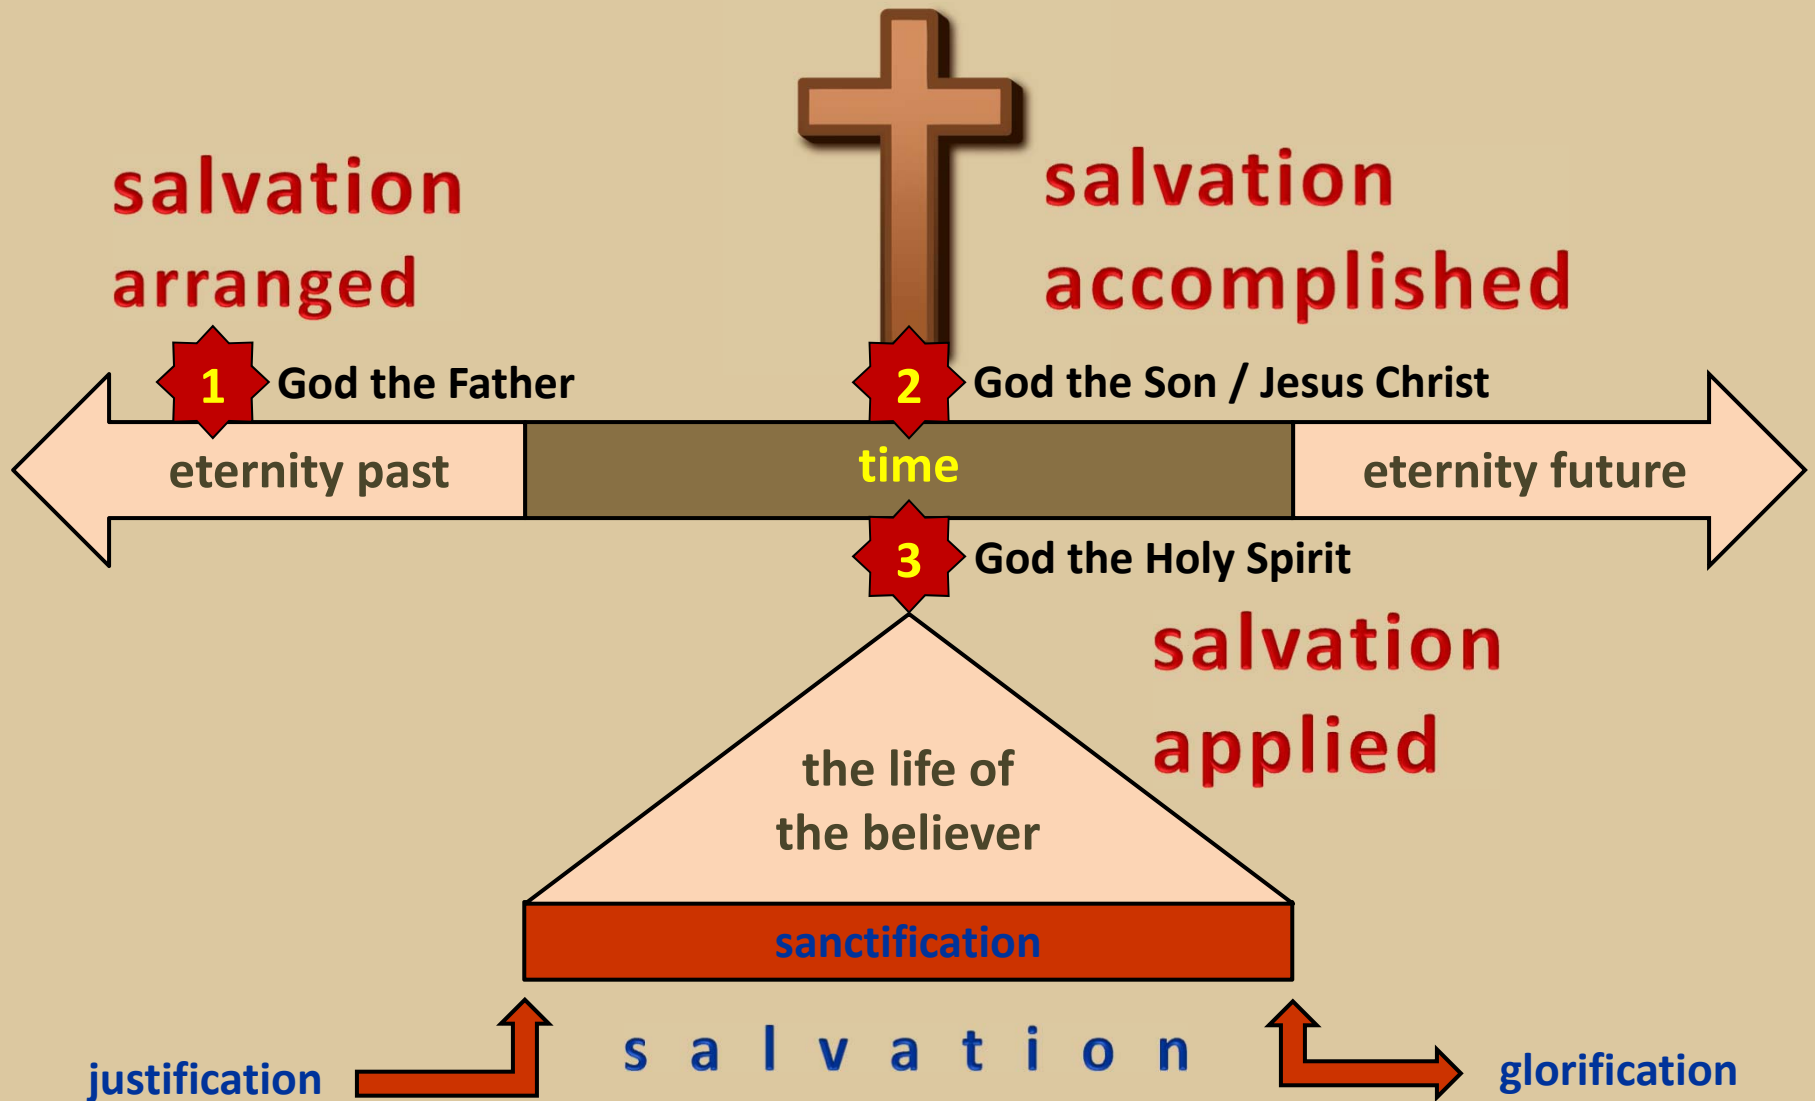 salvation
arranged
salvation
accomplished
1 God the Father
2 God the Son / Jesus Christ
eternity past
time
eternity future
3 God the Holy Spirit
salvation
applied
the life of
the believer
sanctification
salvation
justification
glorification